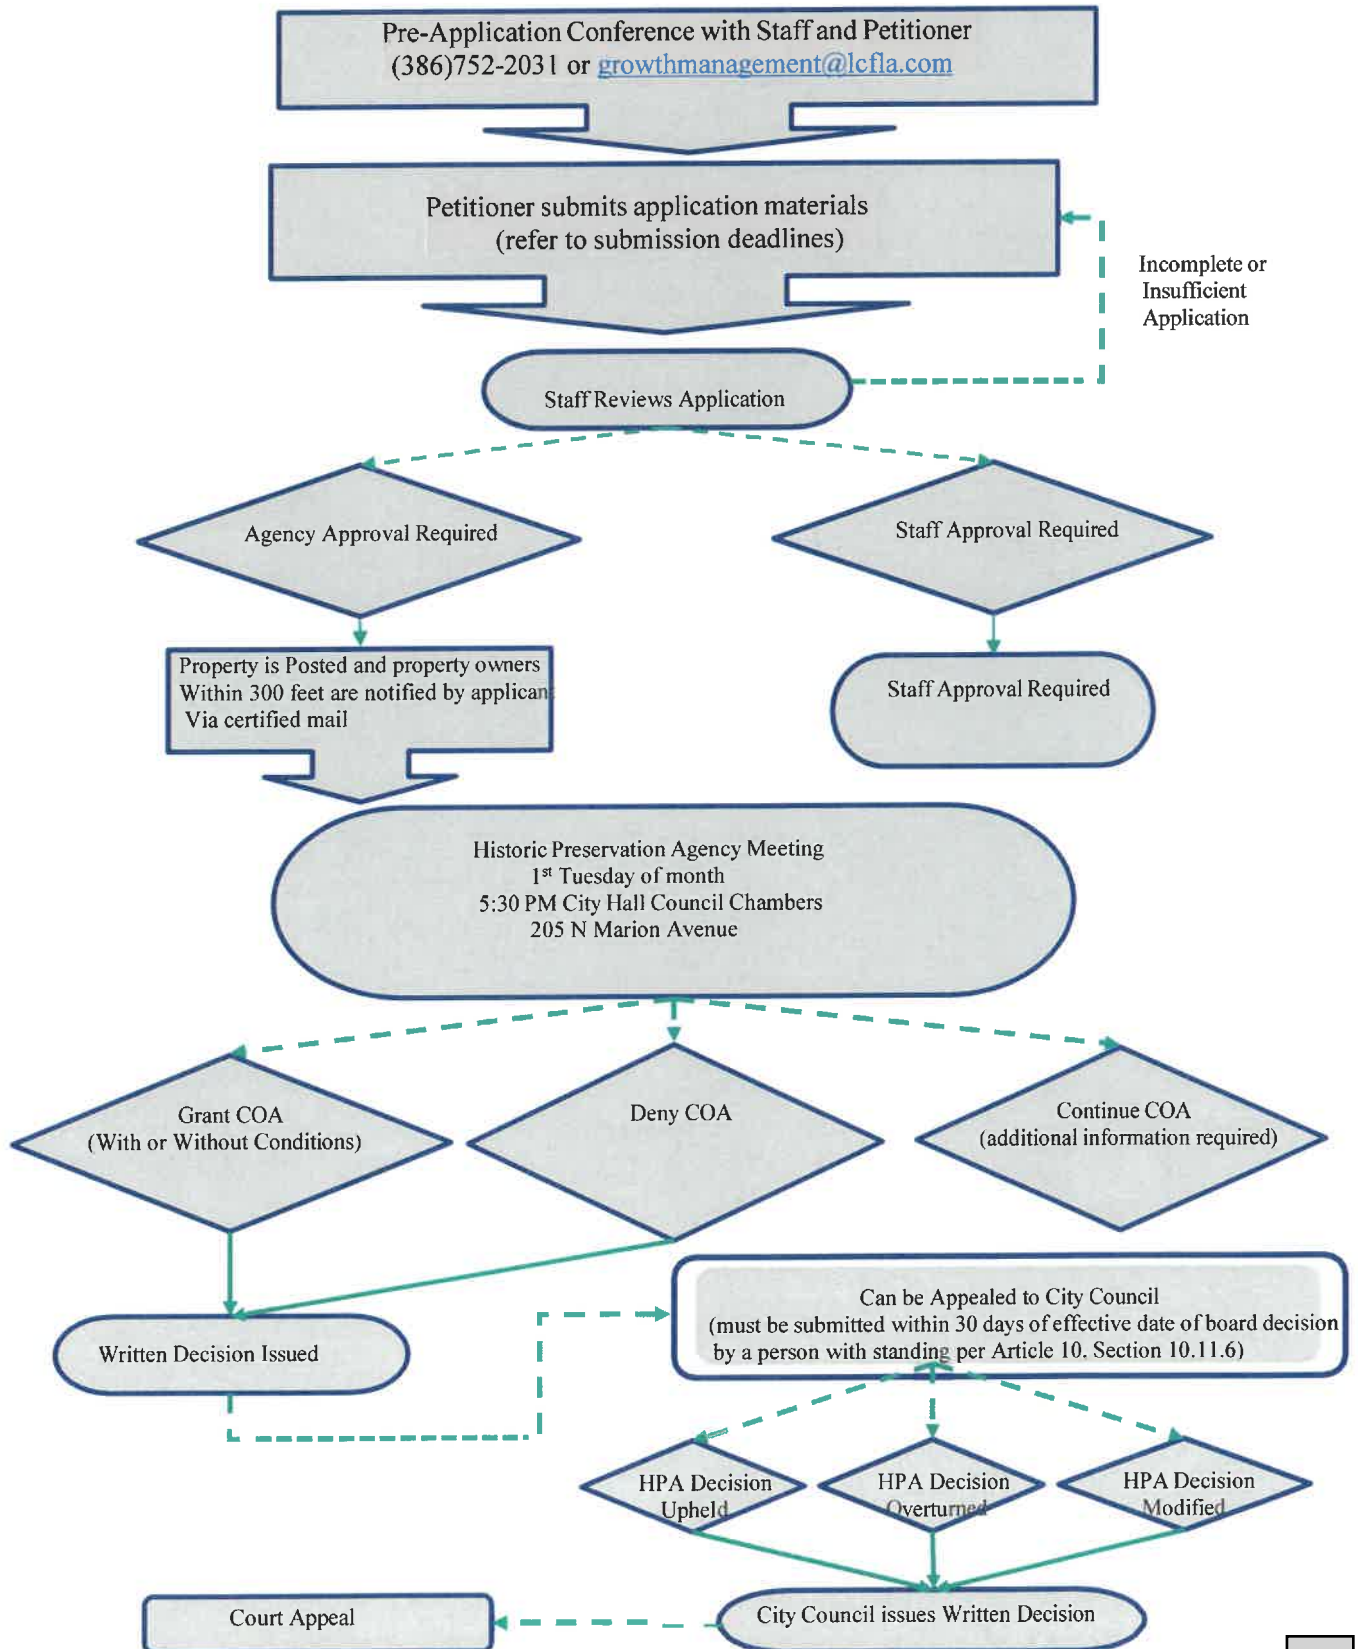 Pre-Application Conference with Staff and Petitioner
(386)752-2031 or growthmanagement@lcfla.com
Petitioner submits application materials
(refer to submission deadlines)
Incomplete or
Insufficient
Application
Staff Reviews Application
Agency Approval Required
Staff Approval Required
Property is Posted and property owners
Within 300 feet are notified by applican
Via certified mail
Staff Approval Required
Historic Preservation Agency Meeting
1st Tuesday of month
5:30 PM City Hall Council Chambers
205 N Marion Avenue
Grant COA
(With or Without Conditions)
Deny COA
Continue COA
(additional information required)
Written Decision Issued
Can be Appealed to City Council
(must be submitted within 30 days of effective date of board decision
by a person with standing per Article 10. Section 10.11.6)
HPA Decision
Upheld
HPA Decision
Overturned
HPA Decision
Modified
Court Appeal
City Council issues Written Decision